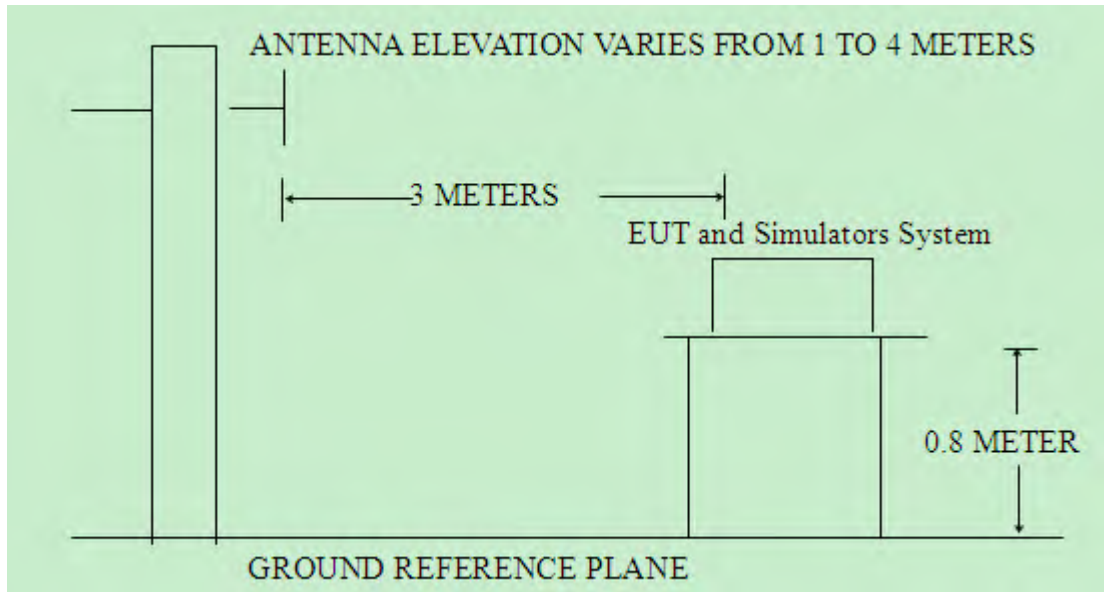 ANTENNA ELEVATION VARIES FROM 1 TO 4 METERS
3 METERS
EUT and Simulators System
0.8 METER
GROUND REFERENCE PLANE